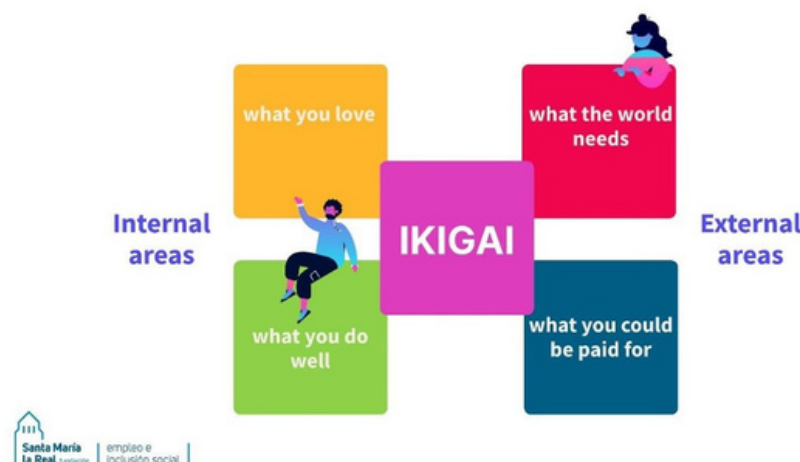 what you love
what the world
needs
IKIGAI
Internal
areas
External
areas
what you do
well
what you could
be paid for
Santa María
la Real
empleo e
inclusión social